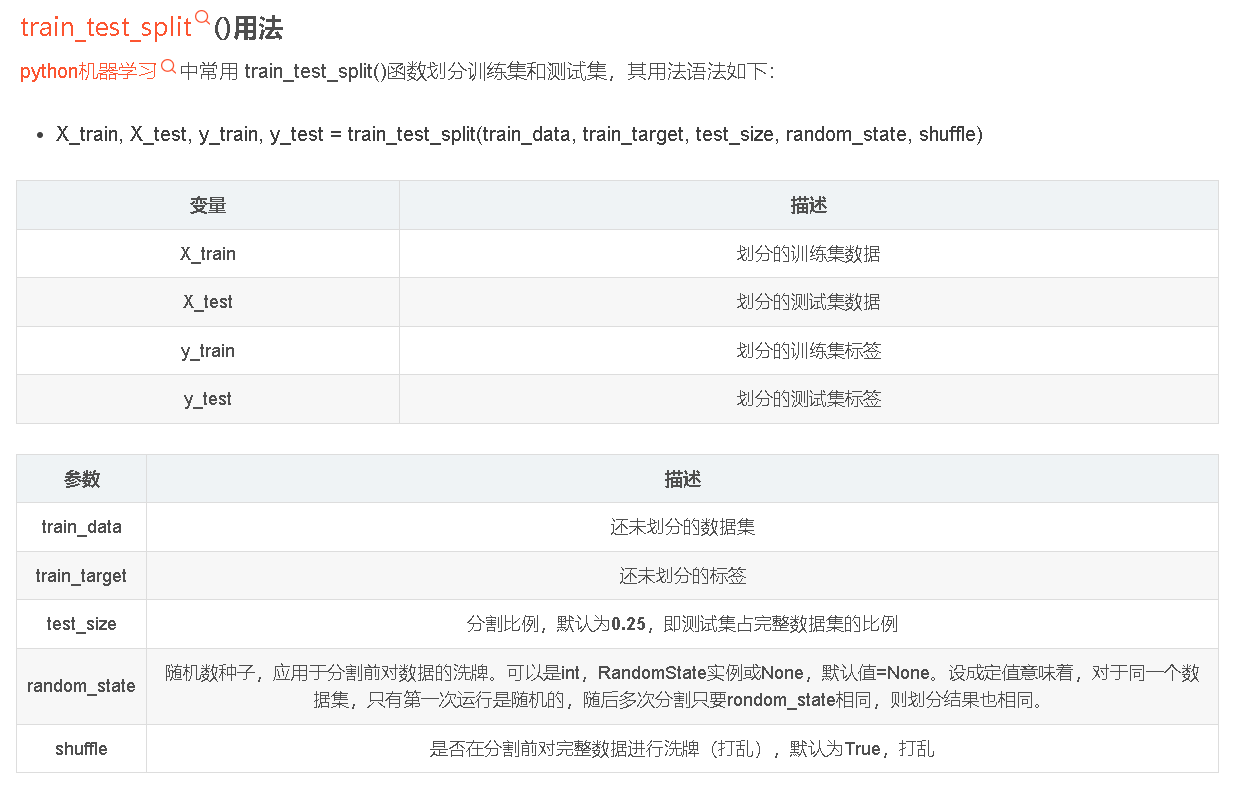 train_test_split()用法
python机器学习中常用 train_test_split()函数划分训练集和测试集，其用法语法如下：
• X_train, X_test, y_train, y_test = train_test_split(train_data, train_target, test_size, random_state, shuffle)
变量 描述
X_train 划分的训练集数据
X_test 划分的测试集数据
y_train 划分的训练集标签
y_test 划分的测试集标签
参数 描述
train_data 还未划分的数据集
train_target 还未划分的标签
test_size 分割比例，默认为0.25，即测试集占完整数据集的比例
random_state 随机数种子，应用于分割前对数据的洗牌。可以是int，RandomState实例或None，默认值=None。设成定值意味着，对于同一个数
据集，只有第一次运行是随机的，随后多次分割只要rondom_state相同，则划分结果也相同。
shuffle 是否在分割前对完整数据进行洗牌（打乱），默认为True，打乱